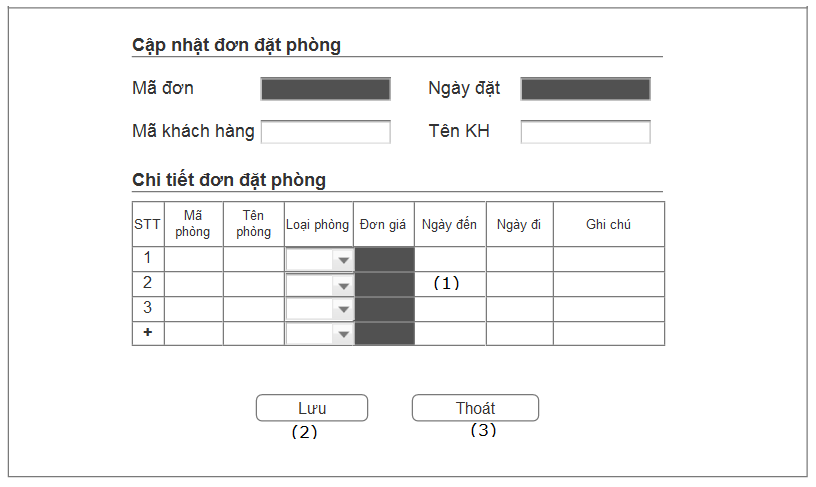 Cập nhật đơn đặt phòng
Mã đơn Ngày đặt
Mã khách hàng Tên KH
Chi tiết đơn đặt phòng
STT Mã phòng Tên phòng Loại phòng Đơn giá Ngày đến Ngày đi Ghi chú
1
2 (1)
3
+
Lưu Thoát
(2) (3)